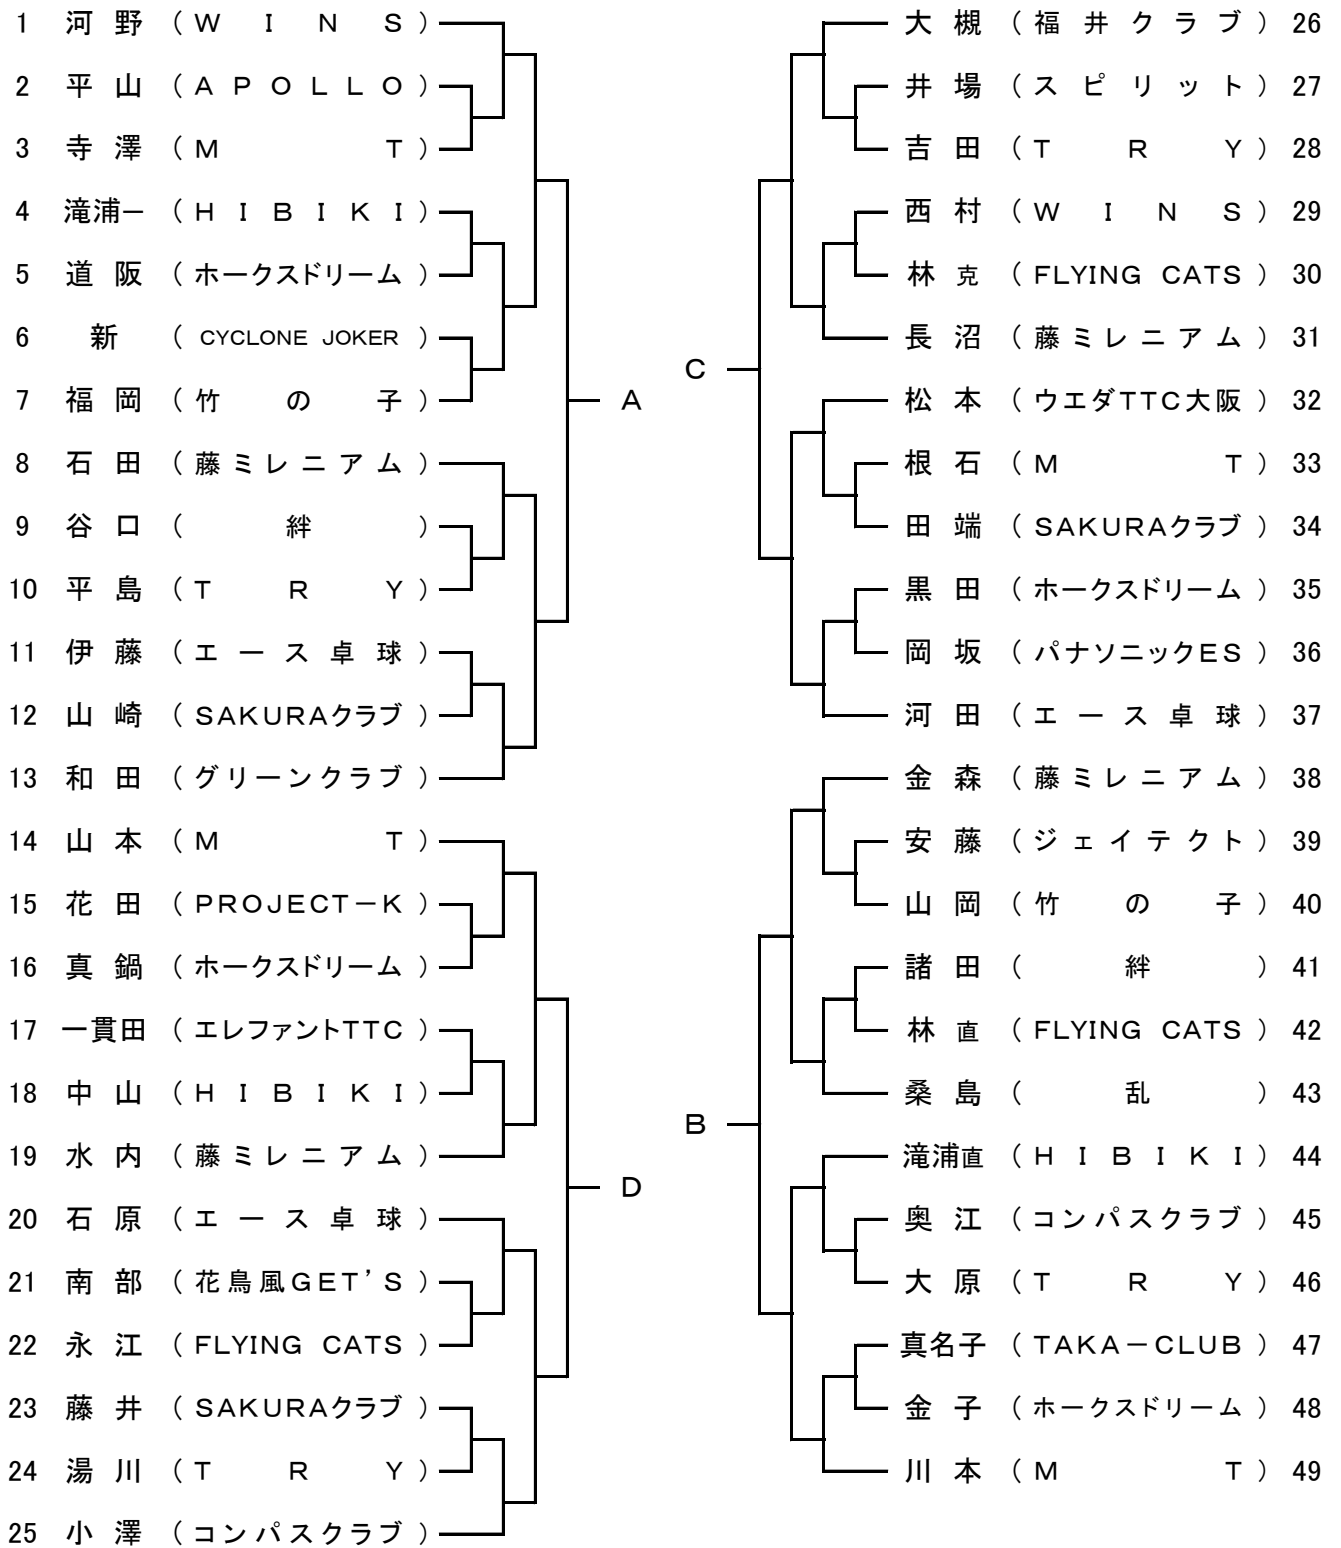 1 河野 (WINS)
2 平山 (APOLLO)
3 寺澤 (MT)
4 滝浦一 (HIBIKI)
5 道阪 (ホークスドリーム)
6 新 (CYCLONE JOKER)
7 福岡 (竹の子)
A
8 石田 (藤ミレニアム)
9 谷口 (絆)
10 平島 (TRY)
11 伊藤 (エース卓球)
12 山崎 (SAKURAクラブ)
13 和田 (グリーンクラブ)
14 山本 (MT)
15 花田 (PROJECT－K)
16 真鍋 (ホークスドリーム)
17 一貫田 (エレファントTTC)
18 中山 (HIBIKI)
19 水内 (藤ミレニアム)
D
20 石原 (エース卓球)
21 南部 (花鳥風GET'S)
22 永江 (FLYING CATS)
23 藤井 (SAKURAクラブ)
24 湯川 (TRY)
25 小澤 (コンパスクラブ)
大槻 (福井クラブ) 26
井場 (スピリット) 27
吉田 (TRY) 28
西村 (WINS) 29
林克 (FLYING CATS) 30
長沼 (藤ミレニアム) 31
C
松本 (ウエダTTC大阪) 32
根石 (MT) 33
田端 (SAKURAクラブ) 34
黒田 (ホークスドリーム) 35
岡坂 (パナソニックES) 36
河田 (エース卓球) 37
金森 (藤ミレニアム) 38
安藤 (ジェイテクト) 39
山岡 (竹の子) 40
諸田 (絆) 41
林直 (FLYING CATS) 42
桑島 (乱) 43
B
滝浦直 (HIBIKI) 44
奥江 (コンパスクラブ) 45
大原 (TRY) 46
真名子 (TAKA－CLUB) 47
金子 (ホークスドリーム) 48
川本 (MT) 49